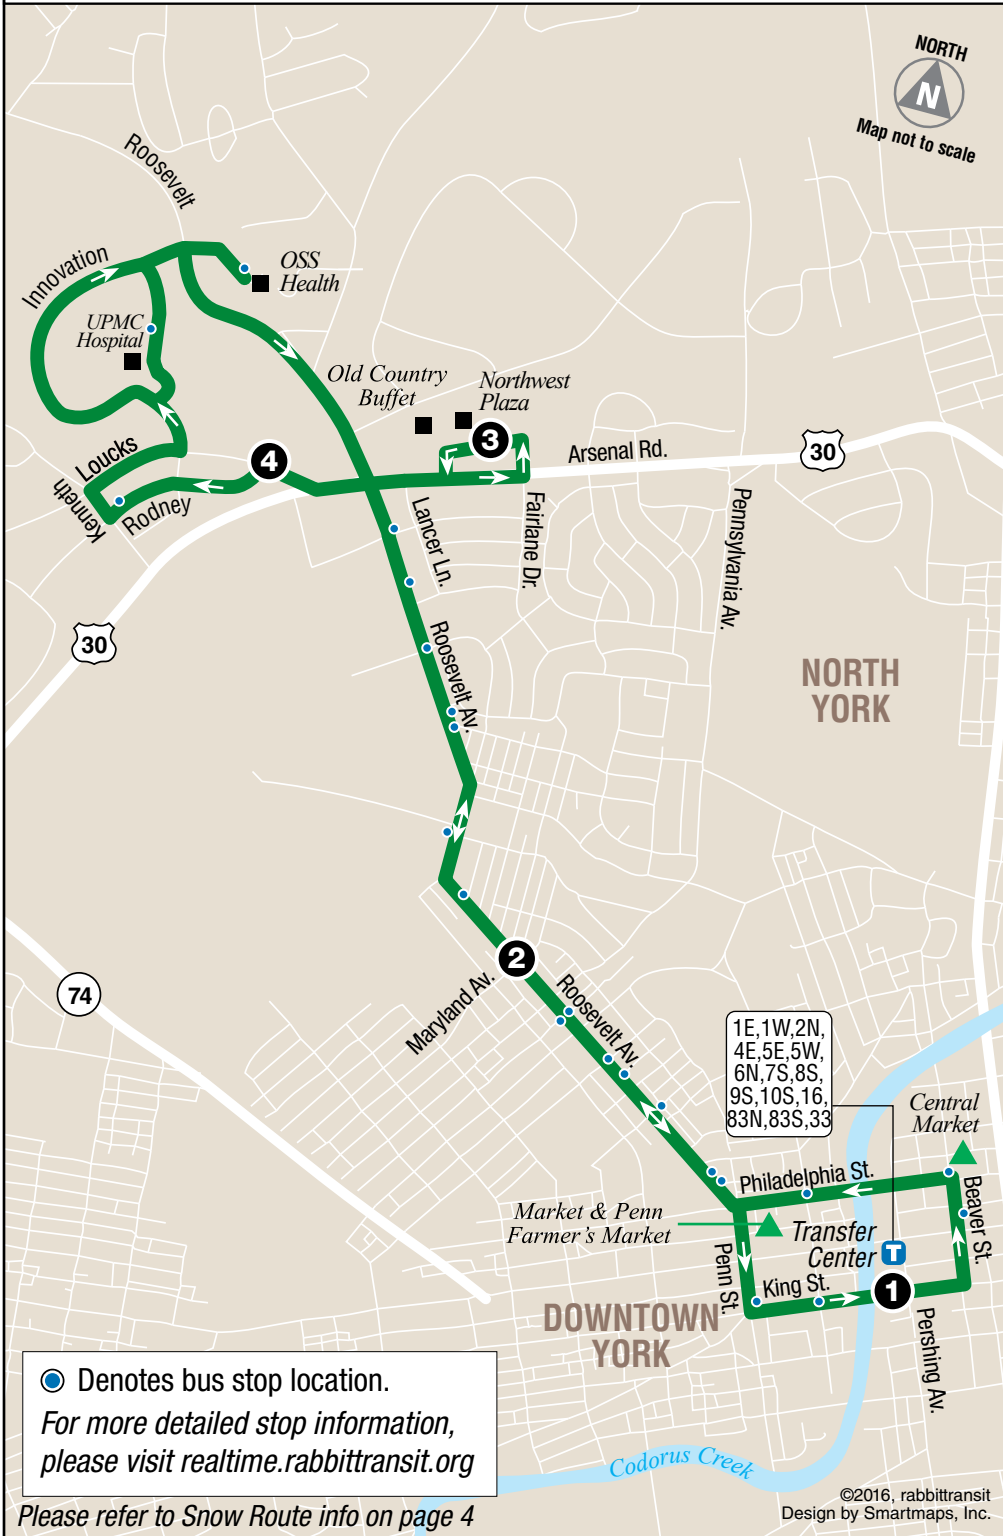 NORTH
N
Map not to scale
Roosevelt
Innovation
OSS
Health
UPMC
Hospital
Old Country
Buffet
Northwest
Plaza
3
Arsenal Rd.
30
4
Loucks
Kenneth
Rodney
Lancer Ln.
Fairlane Dr.
Pennsylvania Av.
30
Roosevelt Av.
NORTH
YORK
2
Maryland Av.
Roosevelt Av.
74
1E,1W,2N,
4E,5E,5W,
6N,7S,8S,
9S,10S,16,
83N,83S,33
Central
Market
Philadelphia St.
Beaver St.
Market & Penn
Farmer's Market
Transfer
Center
T
Penn St.
King St.
1
Pershing Av.
DOWNTOWN
YORK
Denotes bus stop location.
For more detailed stop information,
please visit realtime.rabbittransit.org
Codorus Creek
Please refer to Snow Route info on page 4
©2016, rabbittransit
Design by Smartmaps, Inc.